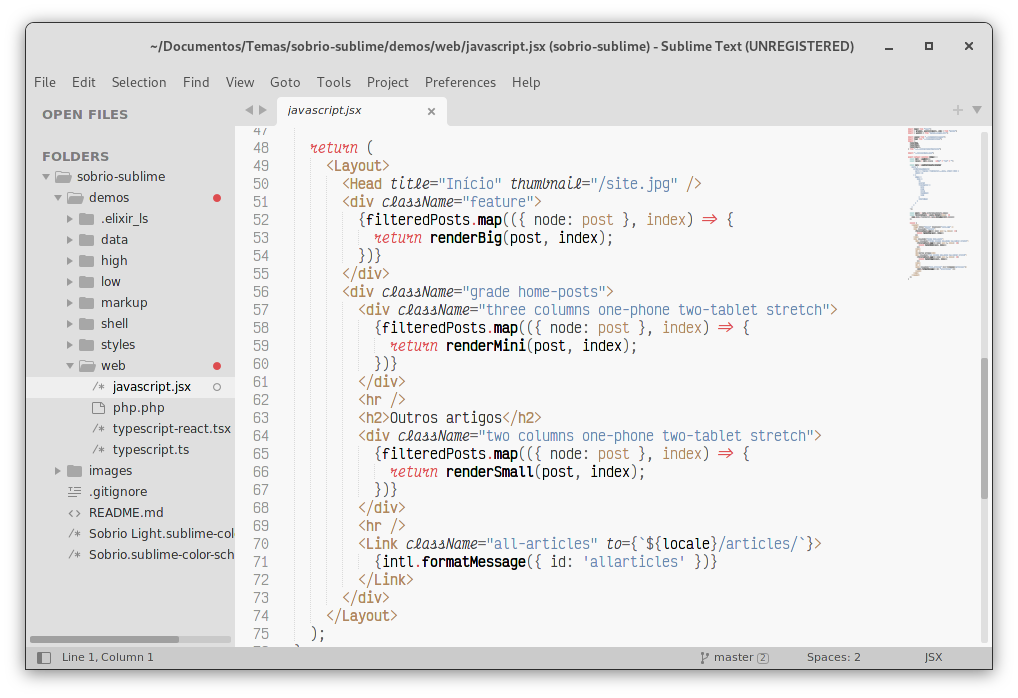 ~/Documentos/Temas/sobrio-sublime/demos/web/javascript.jsx (sobrio-sublime) - Sublime Text (UNREGISTERED)
File Edit Selection Find View Goto Tools Project Preferences Help
OPEN FILES
FOLDERS
sobrio-sublime
demos
.elixir_ls
data
high
low
markup
shell
styles
web
javascript.jsx
php.php
typescript-react.tsx
typescript.ts
images
.gitignore
README.md
Sobrio Light.sublime-col
Sobrio.sublime-color-sch
javascript.jsx
47
48 return (
49 <Layout>
50 <Head title="Início" thumbnail="/site.jpg" />
51 <div className="feature">
52 {filteredPosts.map(({ node: post }, index) => {
53 return renderBig(post, index);
54 })}
55 </div>
56 <div className="grade home-posts">
57 <div className="three columns one-phone two-tablet stretch">
58 {filteredPosts.map(({ node: post }, index) => {
59 return renderMini(post, index);
60 })}
61 </div>
62 <hr />
63 <h2>Outros artigos</h2>
64 <div className="two columns one-phone two-tablet stretch">
65 {filteredPosts.map(({ node: post }, index) => {
66 return renderSmall(post, index);
67 })}
68 </div>
69 <hr />
70 <Link className="all-articles" to={`${locale}/articles/`}>
71 {intl.formatMessage({ id: 'allarticles' })}
72 </Link>
73 </div>
74 </Layout>
75 );
Line 1, Column 1 master 2 Spaces: 2 JSX